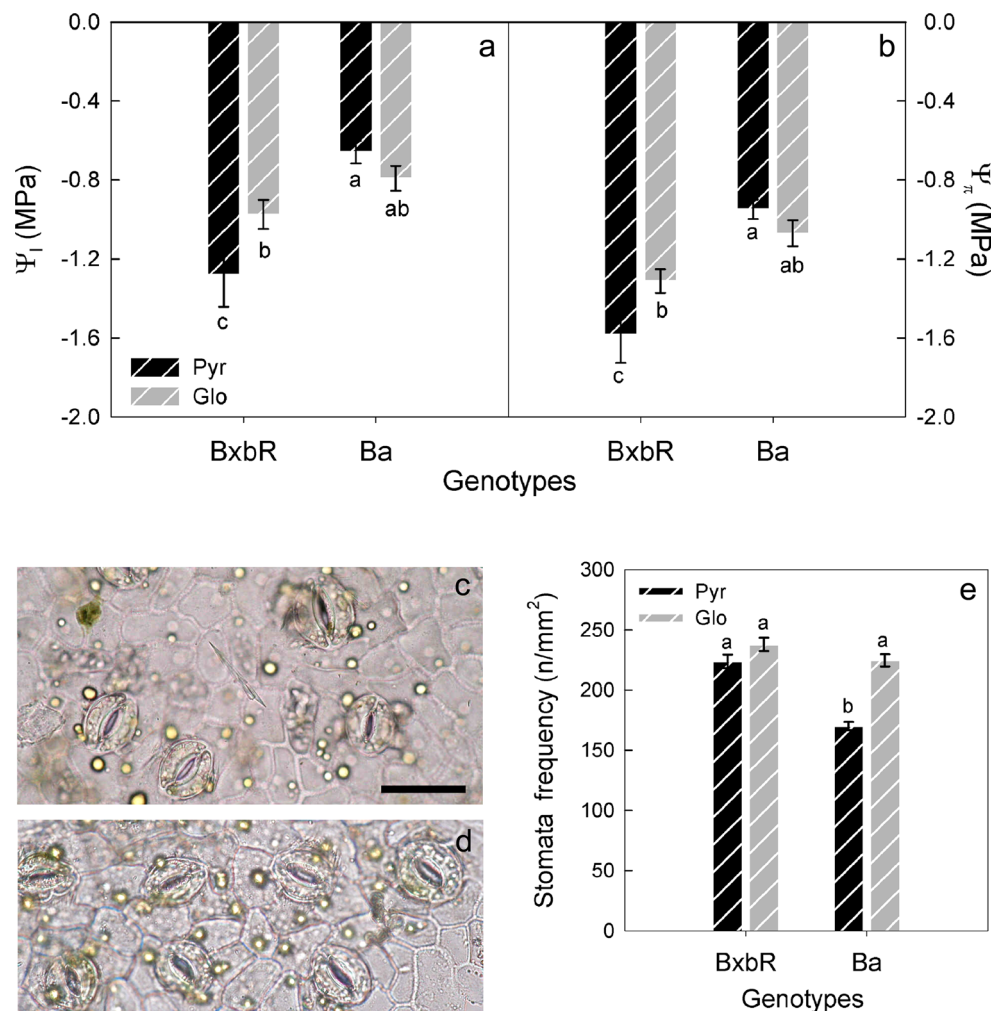 0.0
-0.4
-0.8
-1.2
-1.6
-2.0
Ψl (MPa)
a
a
ab
b
c
Pyr
Glo
BxbR Ba
b
a
ab
b
c
BxbR Ba
0.0
-0.4
-0.8
-1.2
-1.6
-2.0
Ψπ (MPa)
Genotypes
c
d
300
250
200
150
100
50
0
Stomata frequency (n/mm²)
e
Pyr
Glo
a
a
a
b
BxbR Ba
Genotypes